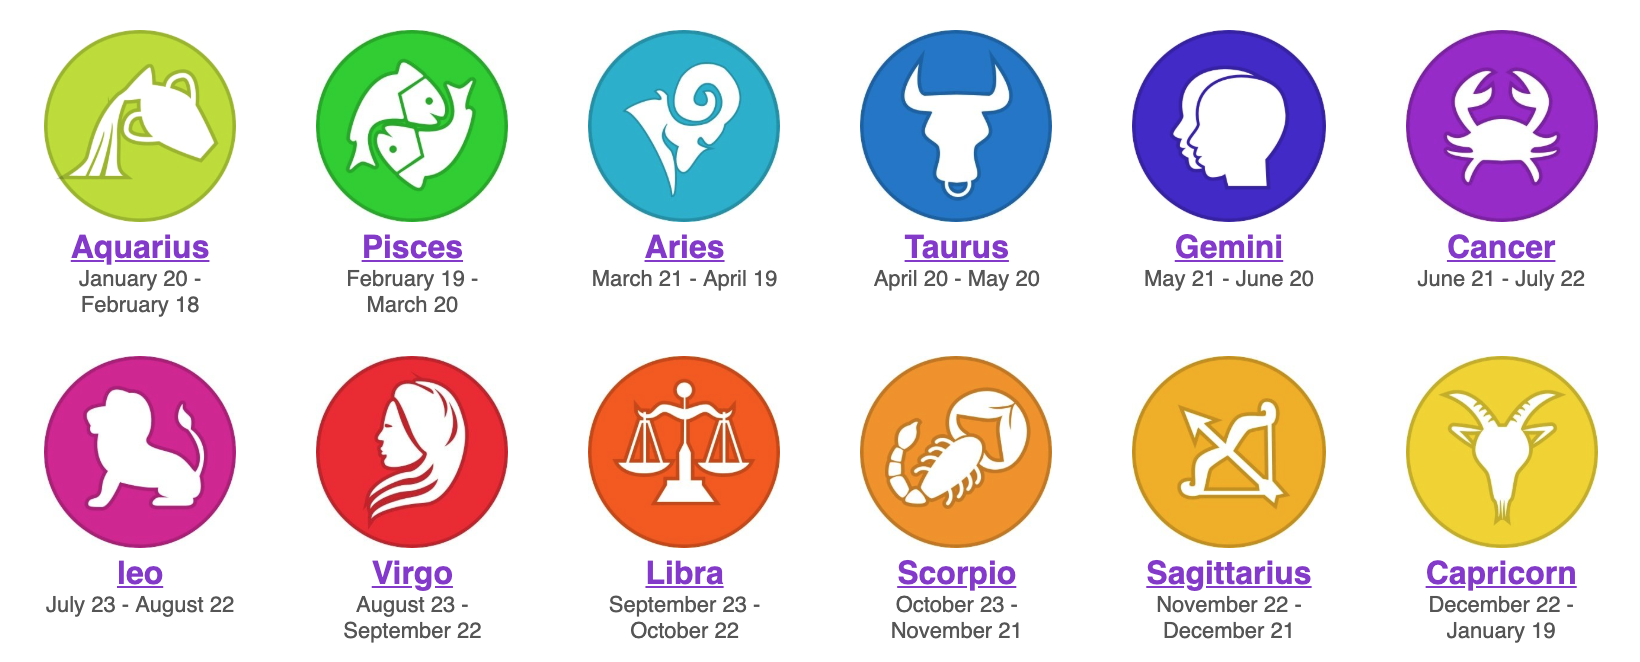 Aquarius
January 20 -
February 18
Pisces
February 19 -
March 20
Aries
March 21 - April 19
Taurus
April 20 - May 20
Gemini
May 21 - June 20
Cancer
June 21 - July 22
leo
July 23 - August 22
Virgo
August 23 -
September 22
Libra
September 23 -
October 22
Scorpio
October 23 -
November 21
Sagittarius
November 22 -
December 21
Capricorn
December 22 -
January 19